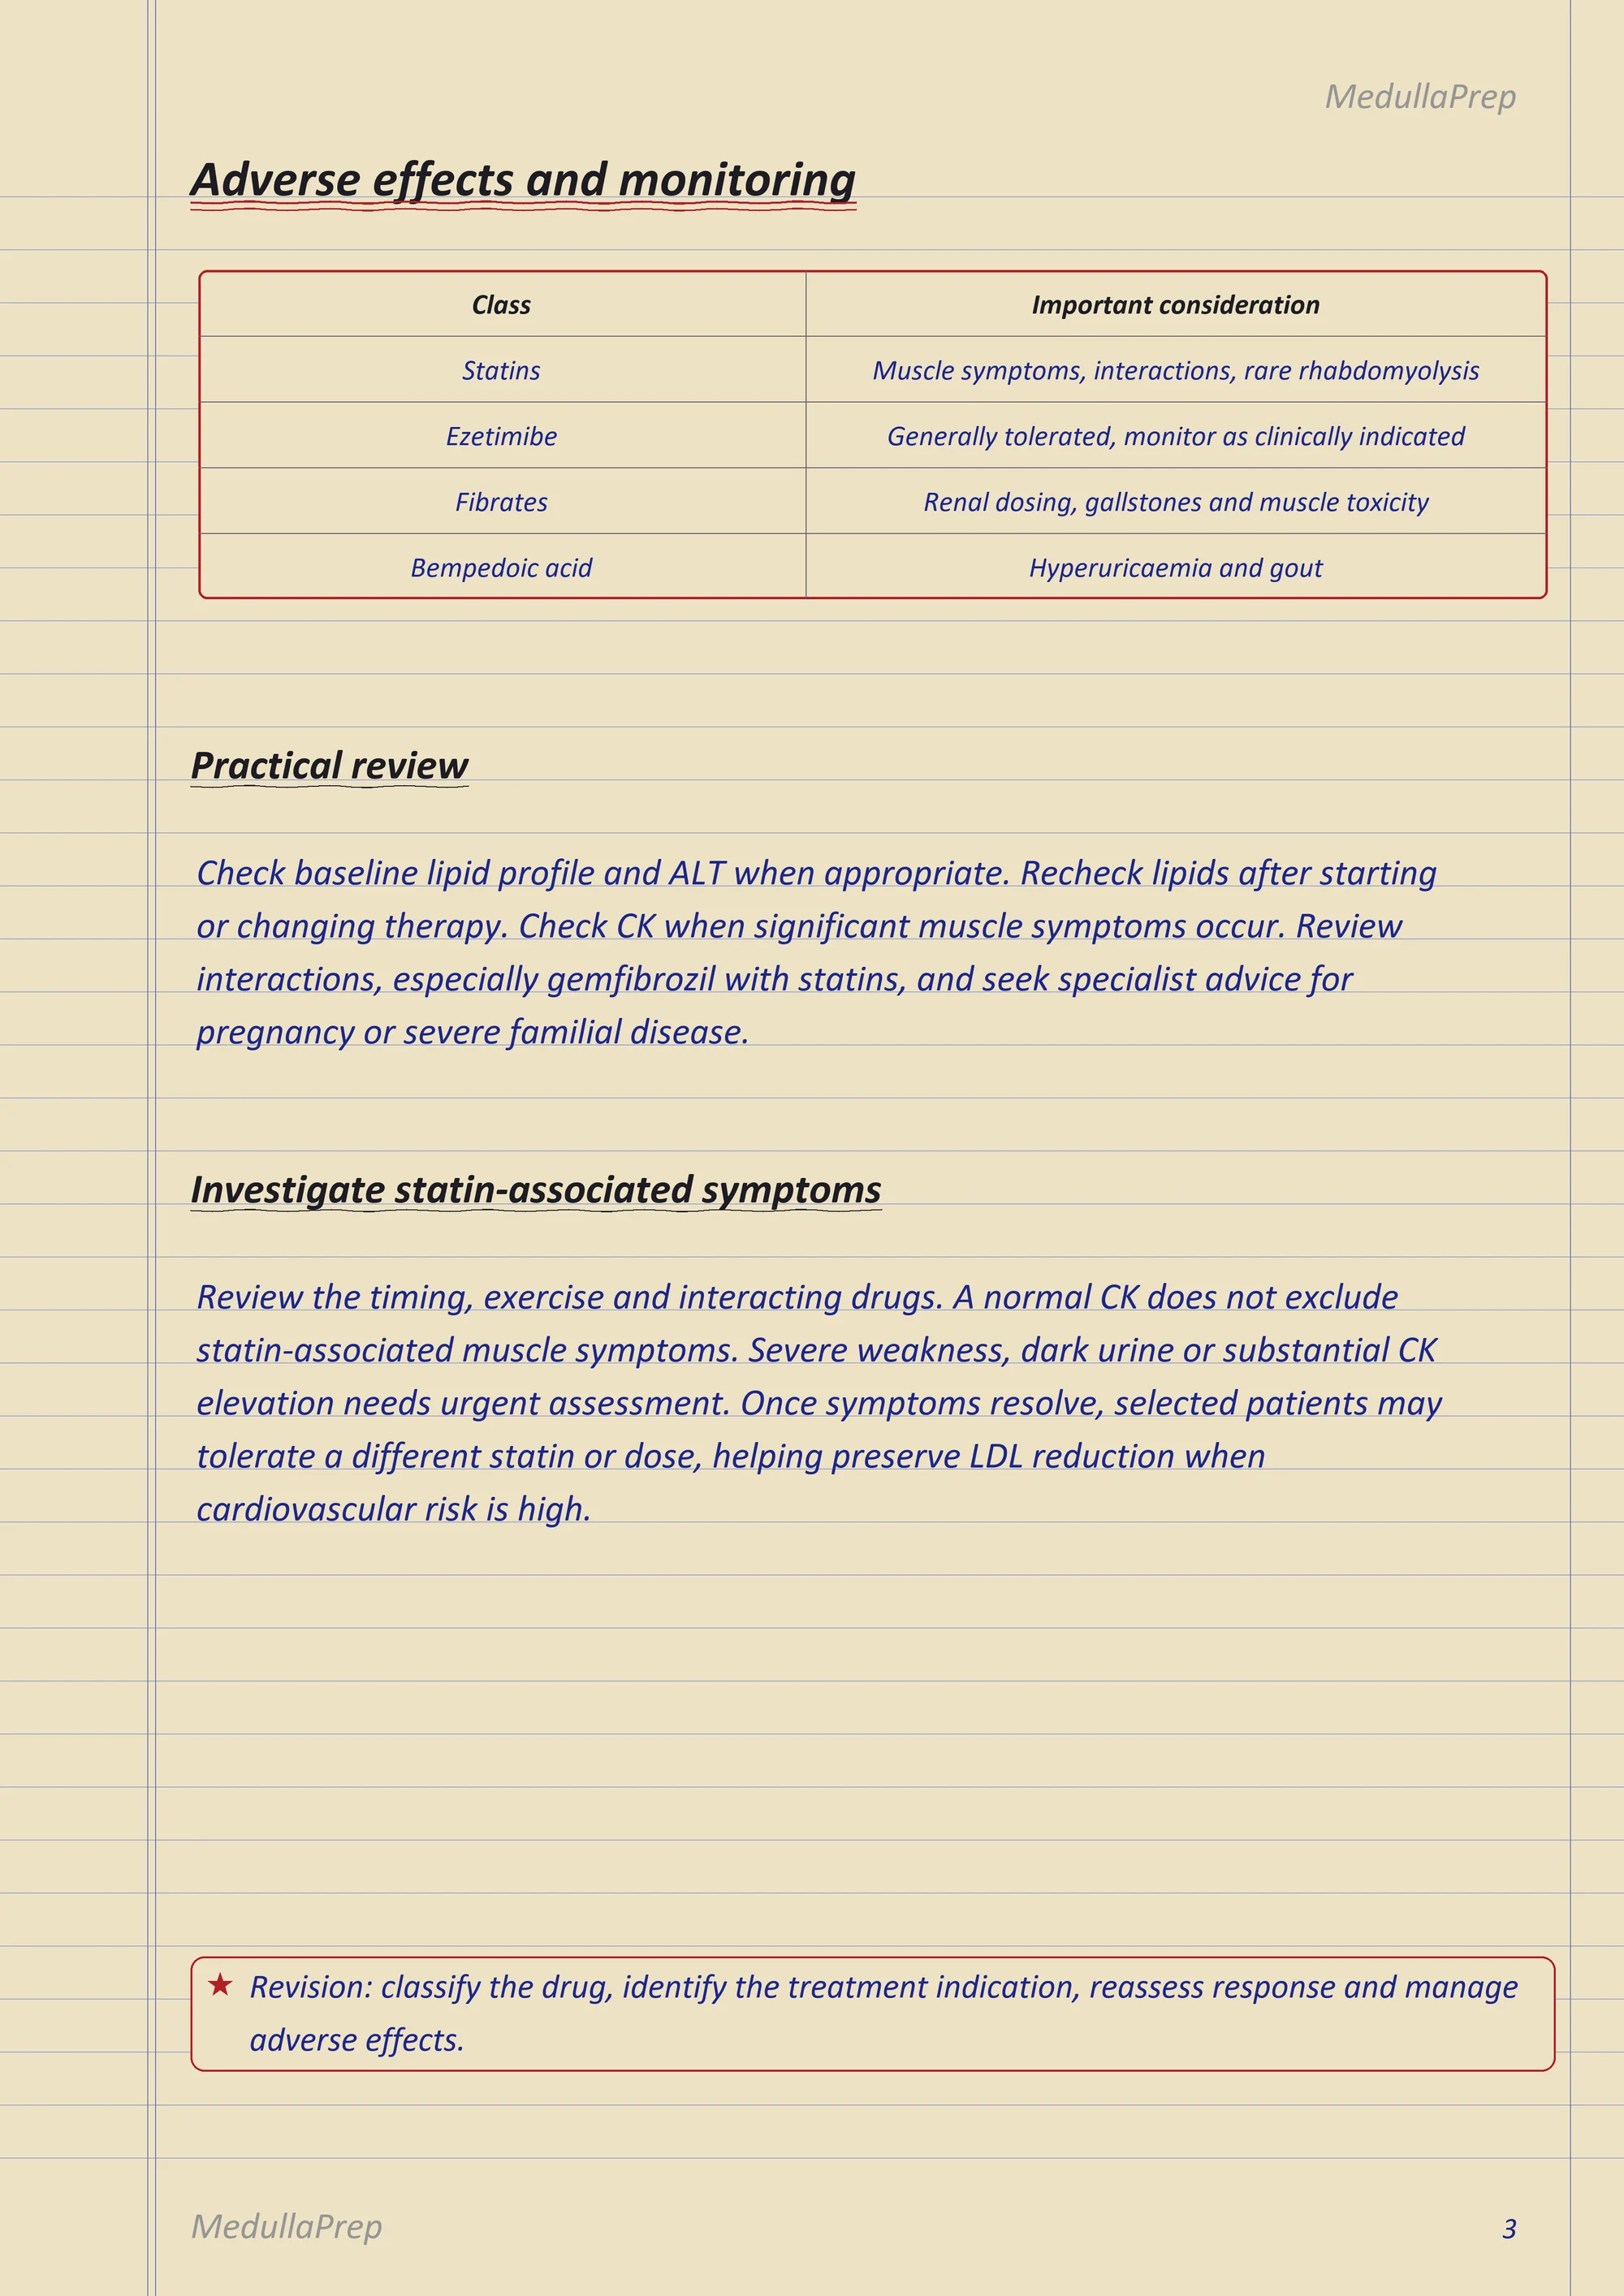 MedullaPrep
Adverse effects and monitoring
Class Important consideration
Statins Muscle symptoms, interactions, rare rhabdomyolysis
Ezetimibe Generally tolerated, monitor as clinically indicated
Fibrates Renal dosing, gallstones and muscle toxicity
Bempedoic acid Hyperuricaemia and gout
Practical review
Check baseline lipid profile and ALT when appropriate. Recheck lipids after starting
or changing therapy. Check CK when significant muscle symptoms occur. Review
interactions, especially gemfibrozil with statins, and seek specialist advice for
pregnancy or severe familial disease.
Investigate statin-associated symptoms
Review the timing, exercise and interacting drugs. A normal CK does not exclude
statin-associated muscle symptoms. Severe weakness, dark urine or substantial CK
elevation needs urgent assessment. Once symptoms resolve, selected patients may
tolerate a different statin or dose, helping preserve LDL reduction when
cardiovascular risk is high.
★ Revision: classify the drug, identify the treatment indication, reassess response and manage
adverse effects.
MedullaPrep 3